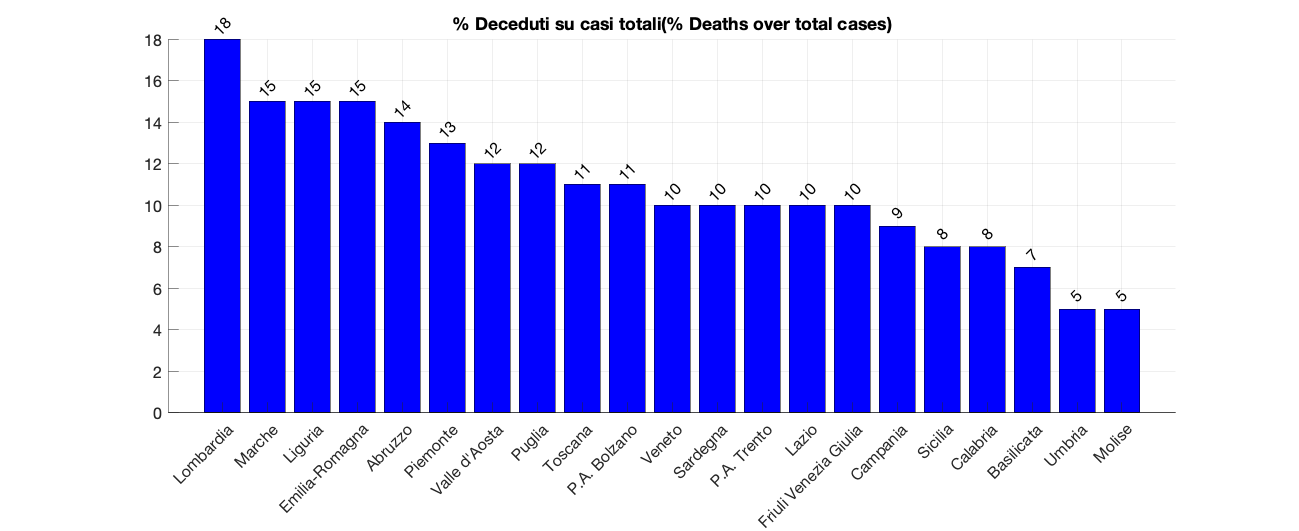 % Deceduti su casi totali(% Deaths over total cases)
18
16
14
12
10
8
6
4
2
0
18
15
15
15
14
13
12
12
11
11
10
10
10
10
10
9
8
8
7
5
5
Lombardia
Marche
Liguria
Emilia-Romagna
Abruzzo
Piemonte
Valle d'Aosta
Puglia
Toscana
P.A. Bolzano
Veneto
Sardegna
P.A. Trento
Lazio
Friuli Venezia Giulia
Campania
Sicilia
Calabria
Basilicata
Umbria
Molise